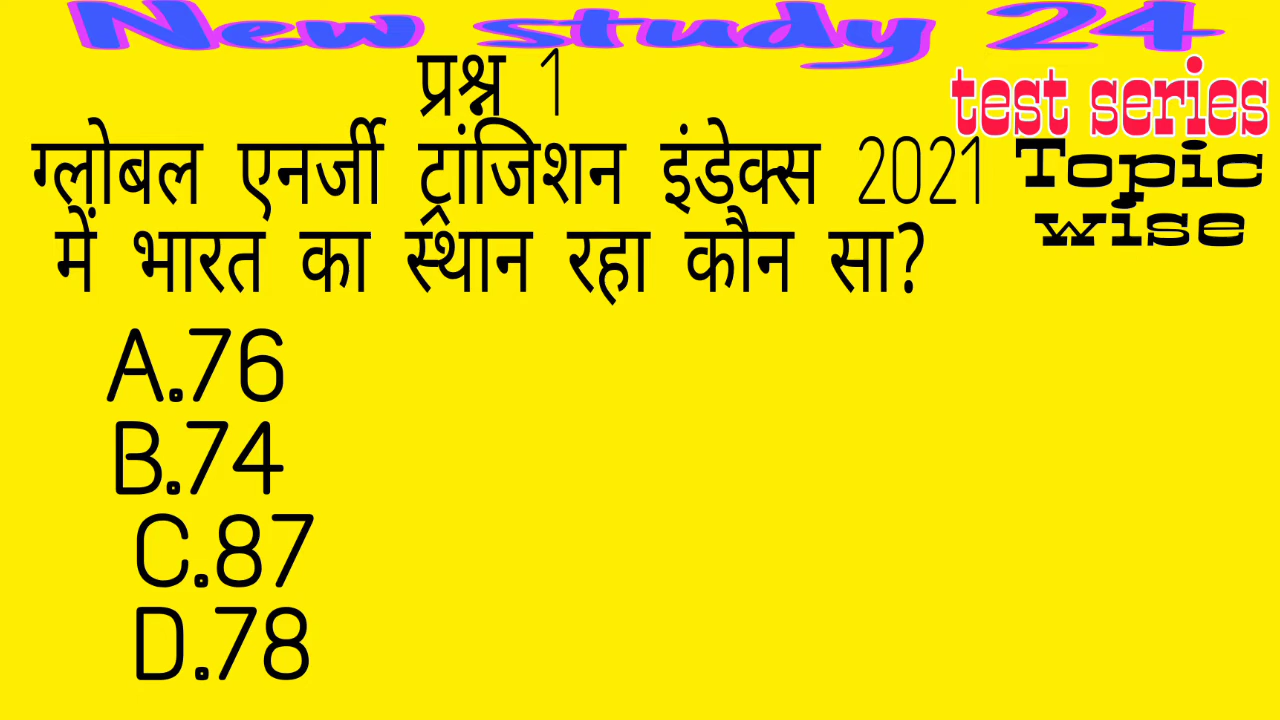 New study 24
test series
Topic
wise
प्रश्न 1
ग्लोबल एनर्जी ट्रांजिशन इंडेक्स 2021
में भारत का स्थान रहा कौन सा?
A.76
B.74
C.87
D.78